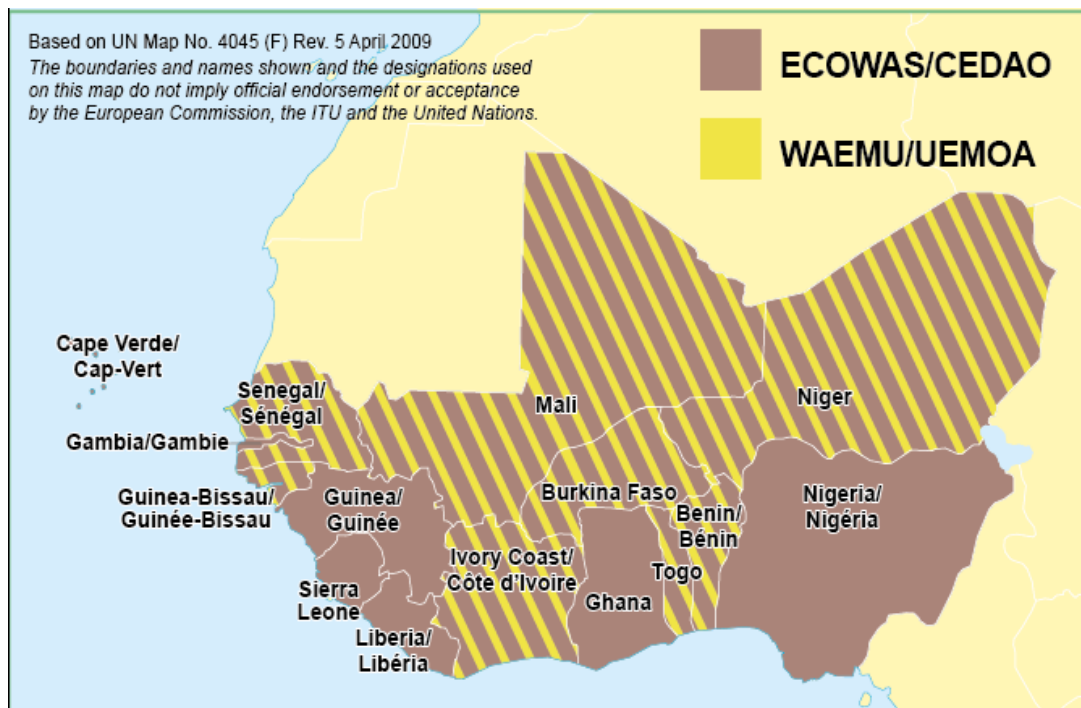 Based on UN Map No. 4045 (F) Rev. 5 April 2009
The boundaries and names shown and the designations used
on this map do not imply official endorsement or acceptance
by the European Commission, the ITU and the United Nations.
ECOWAS/CEDAO
WAEMU/UEMOA
Cape Verde/
Cap-Vert
Senegal/
Sénégal
Mali
Niger
Gambia/Gambie
Guinea-Bissau/
Guinée-Bissau
Guinea/
Guinée
Burkina Faso
Benin/
Bénin
Nigeria/
Nigéria
Ivory Coast/
Côte d'Ivoire
Togo
Ghana
Sierra
Leone
Liberia/
Libéria